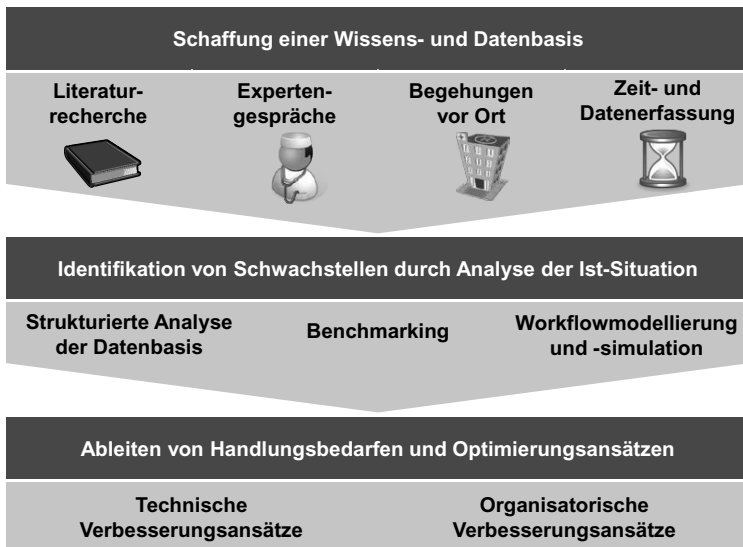 Schaffung einer Wissens- und Datenbasis
Literatur-
recherche
Experten-
gespräche
Begehungen
vor Ort
Zeit- und
Datenerfassung
Identifikation von Schwachstellen durch Analyse der Ist-Situation
Strukturierte Analyse
der Datenbasis
Benchmarking
Workflowmodellierung
und -simulation
Ableiten von Handlungsbedarfen und Optimierungsansätzen
Technische
Verbesserungsansätze
Organisatorische
Verbesserungsansätze